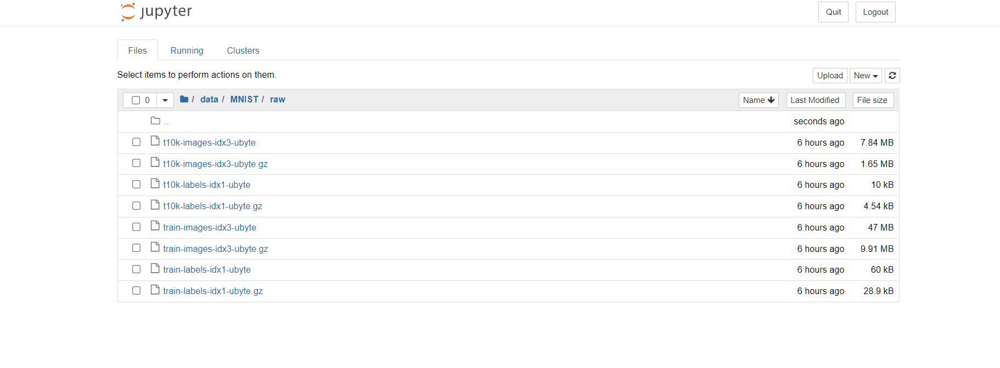 jupyter
Quit Logout
Files Running Clusters
Select items to perform actions on them.
Upload New
0 / data / MNIST / raw Name Last Modified File size
.. seconds ago
t10k-images-idx3-ubyte 6 hours ago 7.84 MB
t10k-images-idx3-ubyte.gz 6 hours ago 1.65 MB
t10k-labels-idx1-ubyte 6 hours ago 10 kB
t10k-labels-idx1-ubyte.gz 6 hours ago 4.54 kB
train-images-idx3-ubyte 6 hours ago 47 MB
train-images-idx3-ubyte.gz 6 hours ago 9.91 MB
train-labels-idx1-ubyte 6 hours ago 60 kB
train-labels-idx1-ubyte.gz 6 hours ago 28.9 kB